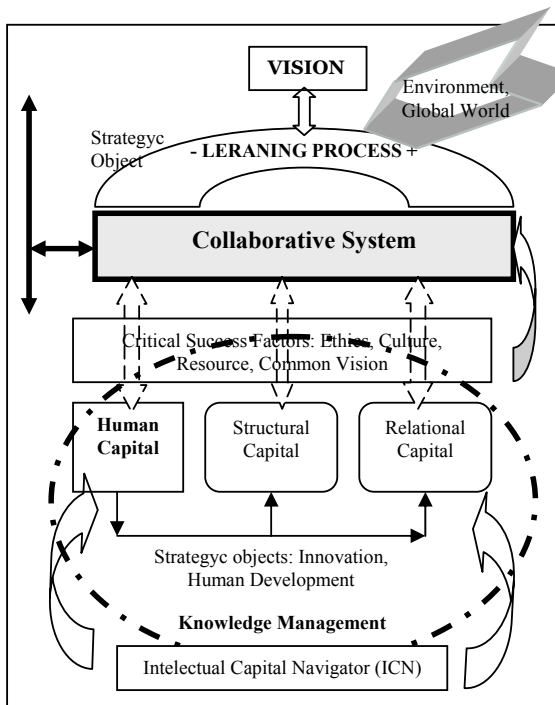 VISION
Environment,
Global World
Strategyc
Object
- LERANING PROCESS +
Collaborative System
Critical Success Factors: Ethics, Culture,
Resource, Common Vision
Human
Capital
Structural
Capital
Relational
Capital
Strategyc objects: Innovation,
Human Development
Knowledge Management
Intelectual Capital Navigator (ICN)